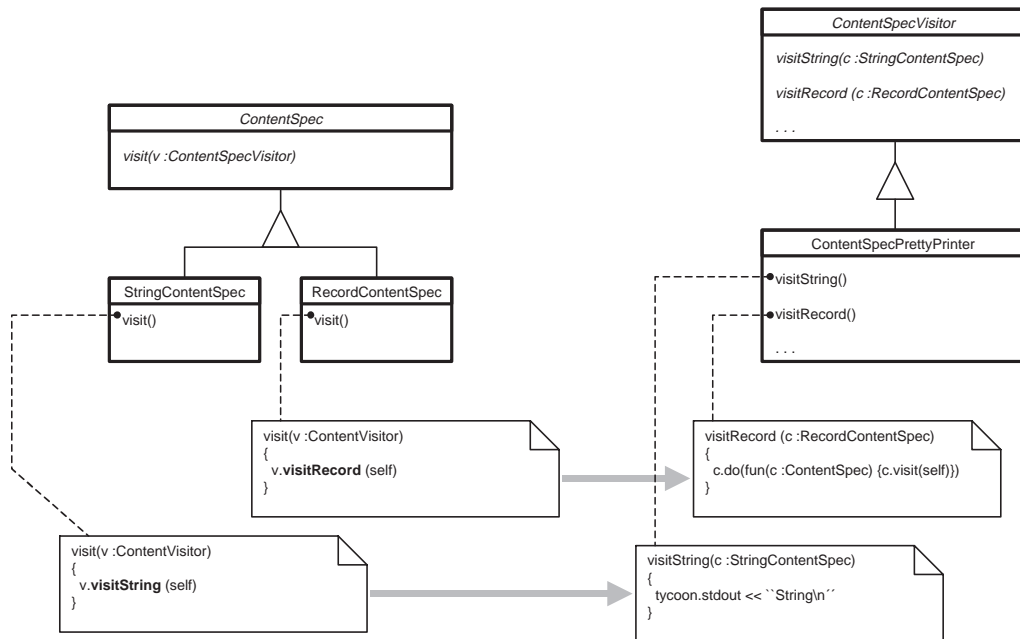 ContentSpecVisitor
visitString(c :StringContentSpec)
visitRecord (c :RecordContentSpec)
. . .
ContentSpec
visit(v :ContentSpecVisitor)
ContentSpecPrettyPrinter
visitString()
visitRecord()
. . .
StringContentSpec
visit()
RecordContentSpec
visit()
visit(v :ContentVisitor)
{
v.visitRecord (self)
}
visitRecord (c :RecordContentSpec)
{
c.do(fun(c :ContentSpec) {c.visit(self)})
}
visit(v :ContentVisitor)
{
v.visitString (self)
}
visitString(c :StringContentSpec)
{
tycoon.stdout << ``String\n´´
}